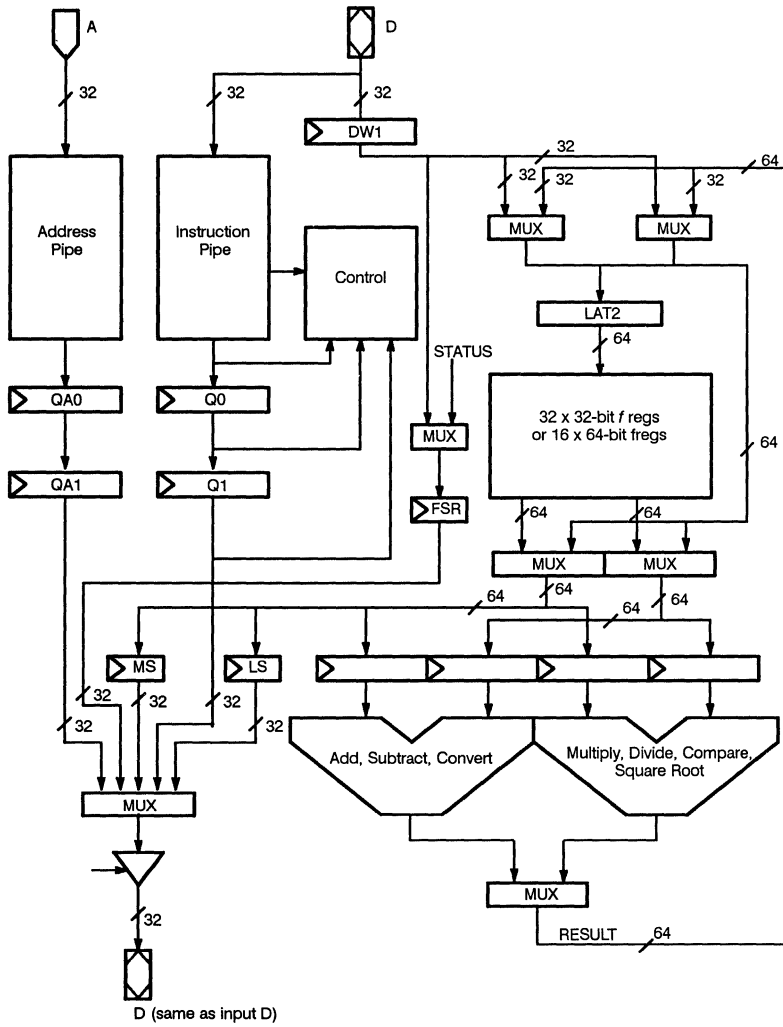 A
D
32
32
32
DW1
32
64
32
32
32
MUX
MUX
Address
Pipe
Instruction
Pipe
Control
LAT2
64
STATUS
32 x 32-bit f regs
or 16 x 64-bit fregs
QA0
Q0
MUX
64
QA1
Q1
FSR
64
64
MUX
MUX
64
64
64
64
MS
LS
32
32
32
32
32
Add, Subtract, Convert
Multiply, Divide, Compare,
Square Root
MUX
MUX
32
RESULT
64
D (same as input D)